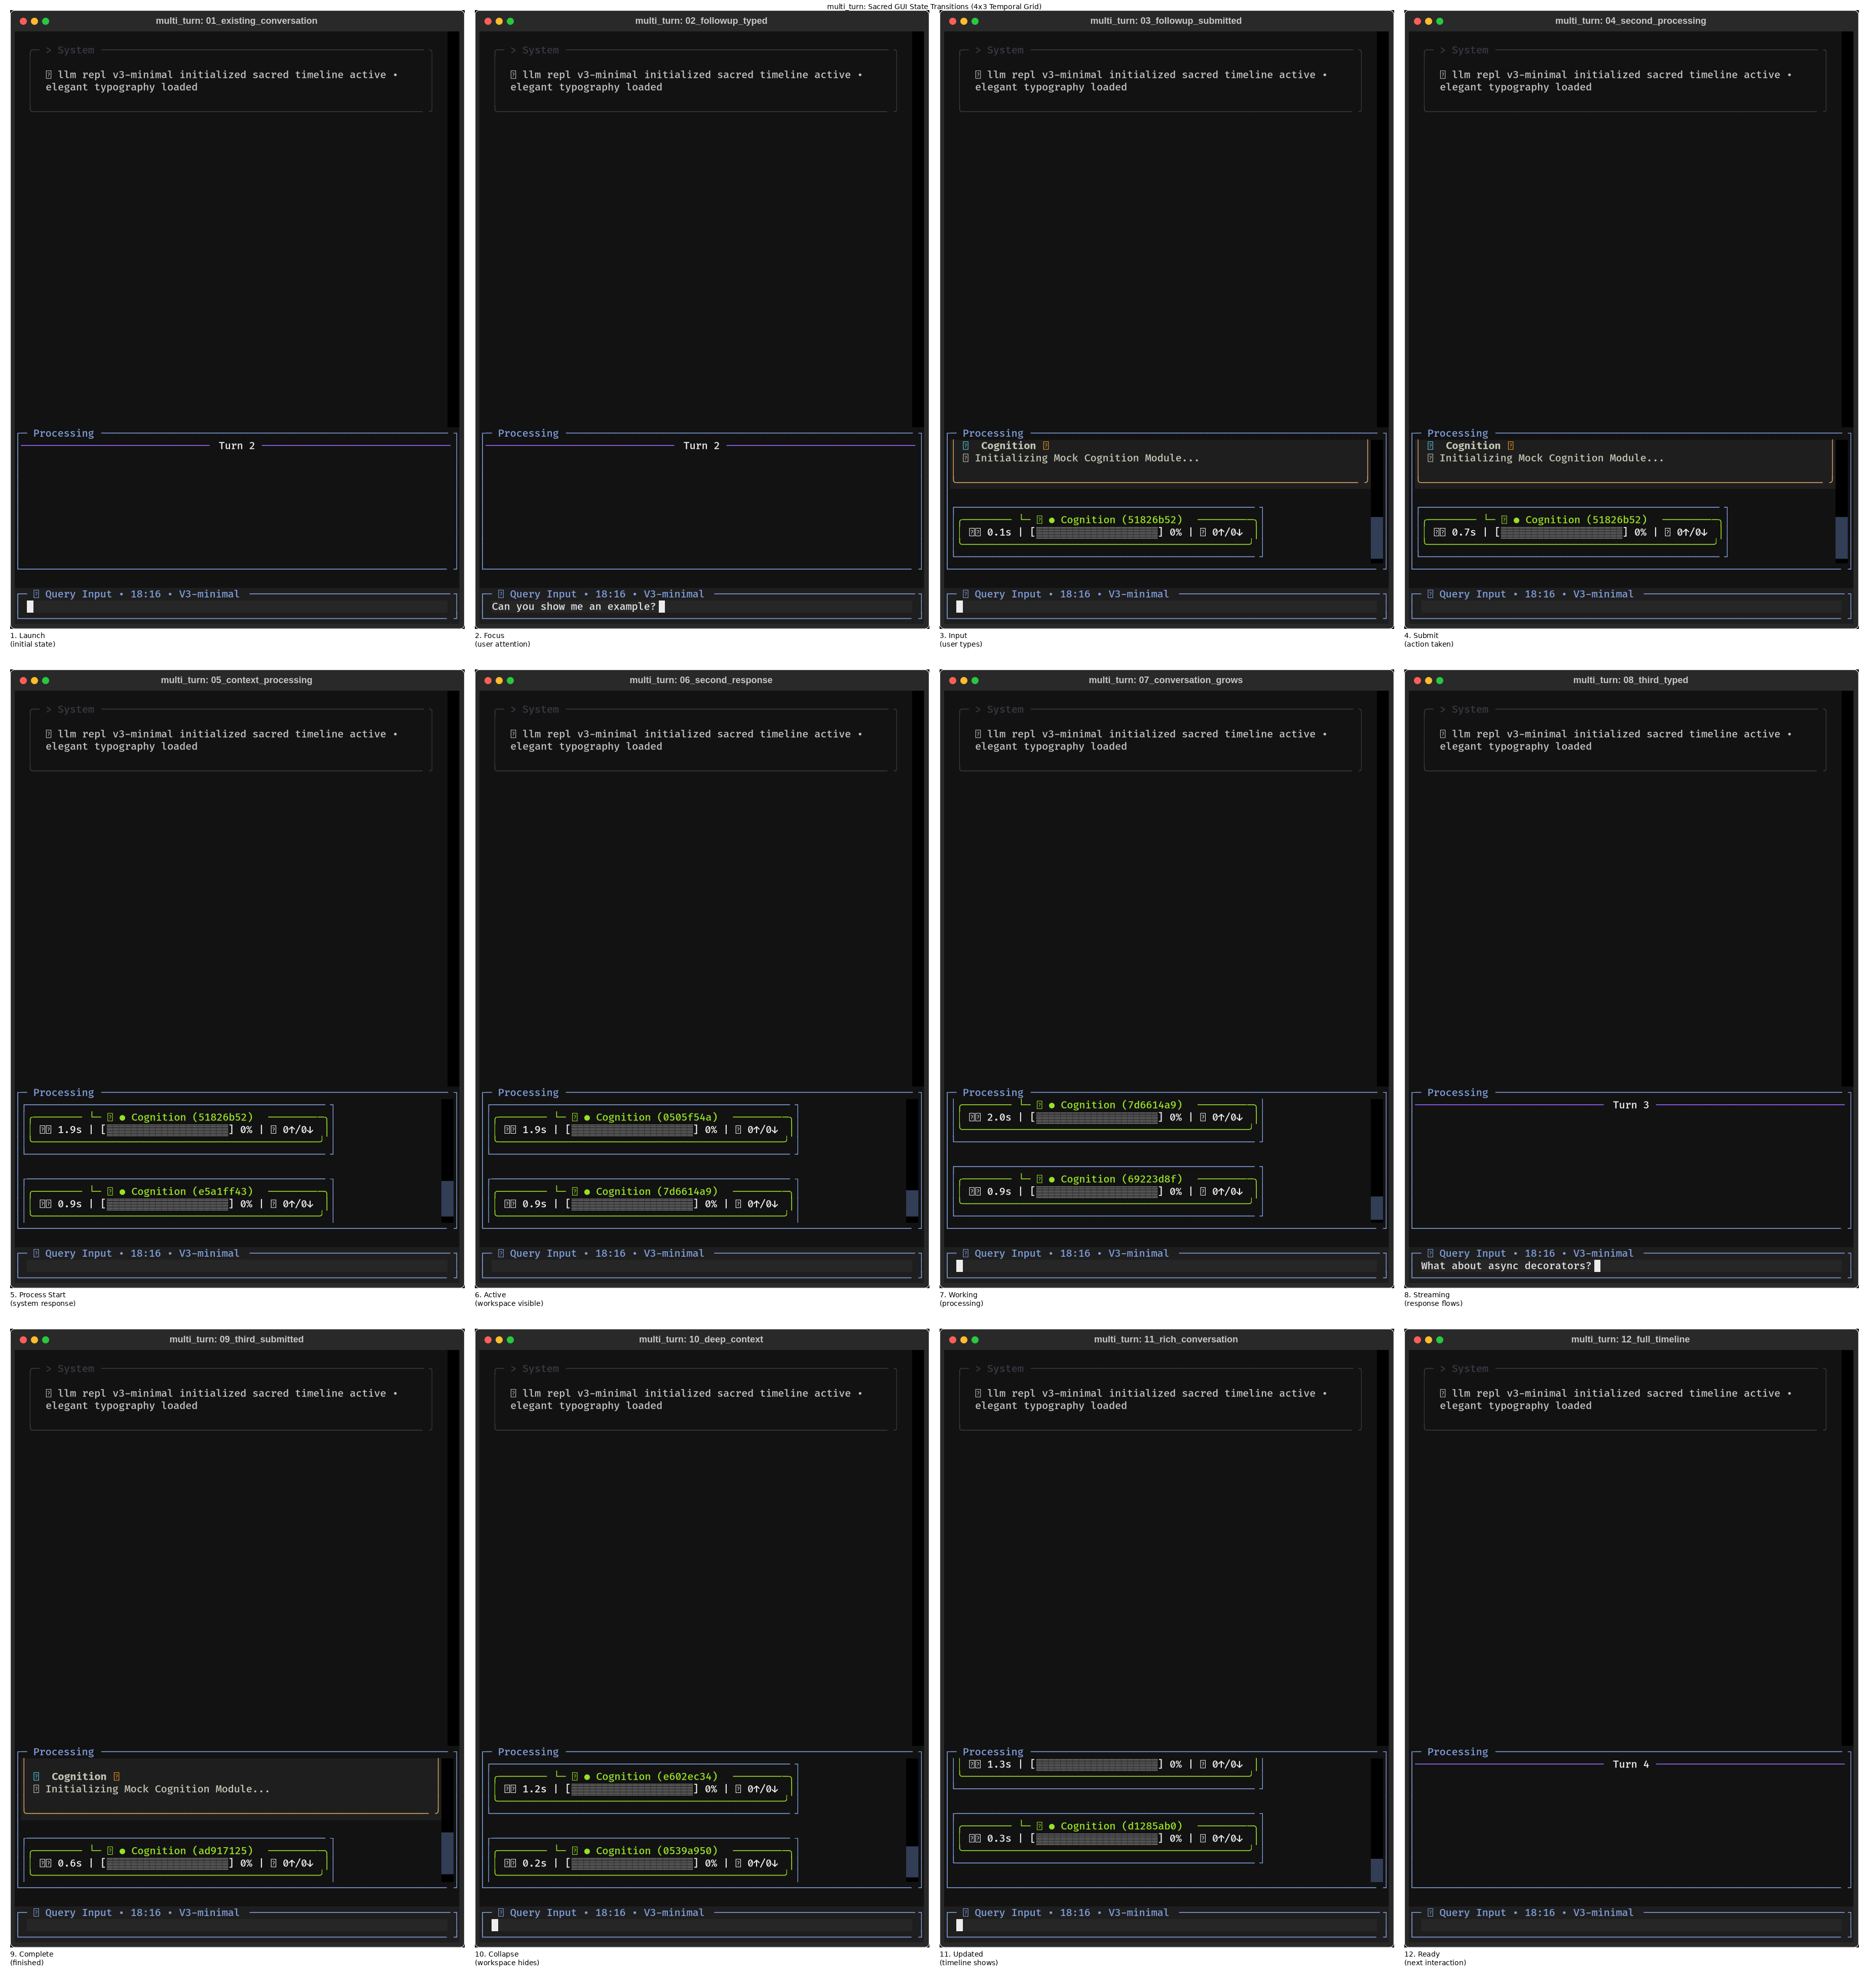 multi_turn: Sacred GUI State Transitions (4x3 Temporal Grid)
multi_turn: 01_existing_conversation
> System
llm repl v3-minimal initialized sacred timeline active •
elegant typography loaded
Processing
Turn 2
Query Input • 18:16 • V3-minimal
1. Launch
(initial state)
multi_turn: 02_followup_typed
> System
llm repl v3-minimal initialized sacred timeline active •
elegant typography loaded
Processing
Turn 2
Query Input • 18:16 • V3-minimal
Can you show me an example?
2. Focus
(user attention)
multi_turn: 03_followup_submitted
> System
llm repl v3-minimal initialized sacred timeline active •
elegant typography loaded
Processing
Cognition
Initializing Mock Cognition Module...
● Cognition (51826b52)
0.1s | [▒▒▒▒▒▒▒▒▒▒▒▒▒▒▒▒▒▒▒▒] 0% | 0↑/0↓
Query Input • 18:16 • V3-minimal
3. Input
(user types)
multi_turn: 04_second_processing
> System
llm repl v3-minimal initialized sacred timeline active •
elegant typography loaded
Processing
Cognition
Initializing Mock Cognition Module...
● Cognition (51826b52)
0.7s | [▒▒▒▒▒▒▒▒▒▒▒▒▒▒▒▒▒▒▒▒] 0% | 0↑/0↓
Query Input • 18:16 • V3-minimal
4. Submit
(action taken)
multi_turn: 05_context_processing
> System
llm repl v3-minimal initialized sacred timeline active •
elegant typography loaded
Processing
● Cognition (51826b52)
1.9s | [▒▒▒▒▒▒▒▒▒▒▒▒▒▒▒▒▒▒▒▒] 0% | 0↑/0↓
● Cognition (e5a1ff43)
0.9s | [▒▒▒▒▒▒▒▒▒▒▒▒▒▒▒▒▒▒▒▒] 0% | 0↑/0↓
Query Input • 18:16 • V3-minimal
5. Process Start
(system response)
multi_turn: 06_second_response
> System
llm repl v3-minimal initialized sacred timeline active •
elegant typography loaded
Processing
● Cognition (0505f54a)
1.9s | [▒▒▒▒▒▒▒▒▒▒▒▒▒▒▒▒▒▒▒▒] 0% | 0↑/0↓
● Cognition (7d6614a9)
0.9s | [▒▒▒▒▒▒▒▒▒▒▒▒▒▒▒▒▒▒▒▒] 0% | 0↑/0↓
Query Input • 18:16 • V3-minimal
6. Active
(workspace visible)
multi_turn: 07_conversation_grows
> System
llm repl v3-minimal initialized sacred timeline active •
elegant typography loaded
Processing
● Cognition (7d6614a9)
2.0s | [▒▒▒▒▒▒▒▒▒▒▒▒▒▒▒▒▒▒▒▒] 0% | 0↑/0↓
● Cognition (69223d8f)
0.9s | [▒▒▒▒▒▒▒▒▒▒▒▒▒▒▒▒▒▒▒▒] 0% | 0↑/0↓
Query Input • 18:16 • V3-minimal
7. Working
(processing)
multi_turn: 08_third_typed
> System
llm repl v3-minimal initialized sacred timeline active •
elegant typography loaded
Processing
Turn 3
Query Input • 18:16 • V3-minimal
What about async decorators?
8. Streaming
(response flows)
multi_turn: 09_third_submitted
> System
llm repl v3-minimal initialized sacred timeline active •
elegant typography loaded
Processing
Cognition
Initializing Mock Cognition Module...
● Cognition (ad917125)
0.6s | [▒▒▒▒▒▒▒▒▒▒▒▒▒▒▒▒▒▒▒▒] 0% | 0↑/0↓
Query Input • 18:16 • V3-minimal
9. Complete
(finished)
multi_turn: 10_deep_context
> System
llm repl v3-minimal initialized sacred timeline active •
elegant typography loaded
Processing
● Cognition (e602ec34)
1.2s | [▒▒▒▒▒▒▒▒▒▒▒▒▒▒▒▒▒▒▒▒] 0% | 0↑/0↓
● Cognition (0539a950)
0.2s | [▒▒▒▒▒▒▒▒▒▒▒▒▒▒▒▒▒▒▒▒] 0% | 0↑/0↓
Query Input • 18:16 • V3-minimal
10. Collapse
(workspace hides)
multi_turn: 11_rich_conversation
> System
llm repl v3-minimal initialized sacred timeline active •
elegant typography loaded
Processing
1.3s | [▒▒▒▒▒▒▒▒▒▒▒▒▒▒▒▒▒▒▒▒] 0% | 0↑/0↓
● Cognition (d1285ab0)
0.3s | [▒▒▒▒▒▒▒▒▒▒▒▒▒▒▒▒▒▒▒▒] 0% | 0↑/0↓
Query Input • 18:16 • V3-minimal
11. Updated
(timeline shows)
multi_turn: 12_full_timeline
> System
llm repl v3-minimal initialized sacred timeline active •
elegant typography loaded
Processing
Turn 4
Query Input • 18:16 • V3-minimal
12. Ready
(next interaction)